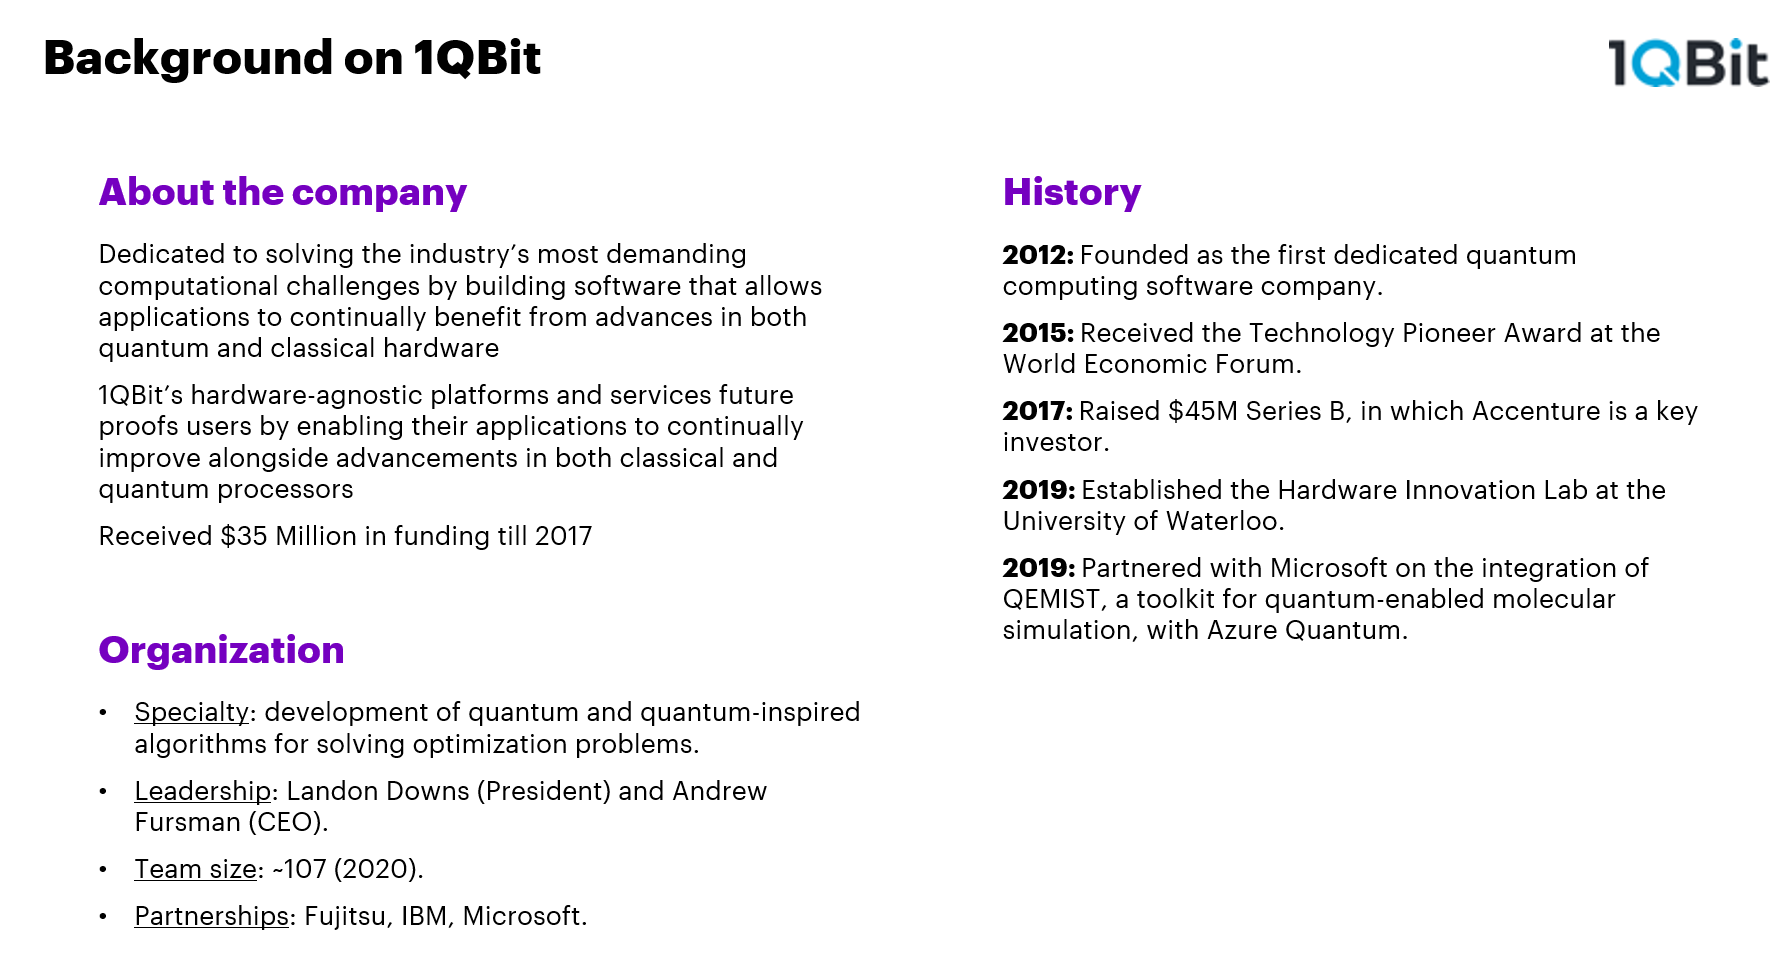 Background on 1QBit
1QBit
About the company
Dedicated to solving the industry’s most demanding
computational challenges by building software that allows
applications to continually benefit from advances in both
quantum and classical hardware
1QBit’s hardware-agnostic platforms and services future
proofs users by enabling their applications to continually
improve alongside advancements in both classical and
quantum processors
Received $35 Million in funding till 2017
Organization
• Specialty: development of quantum and quantum-inspired
algorithms for solving optimization problems.
• Leadership: Landon Downs (President) and Andrew
Fursman (CEO).
• Team size: ~107 (2020).
• Partnerships: Fujitsu, IBM, Microsoft.
History
2012: Founded as the first dedicated quantum
computing software company.
2015: Received the Technology Pioneer Award at the
World Economic Forum.
2017: Raised $45M Series B, in which Accenture is a key
investor.
2019: Established the Hardware Innovation Lab at the
University of Waterloo.
2019: Partnered with Microsoft on the integration of
QEMIST, a toolkit for quantum-enabled molecular
simulation, with Azure Quantum.